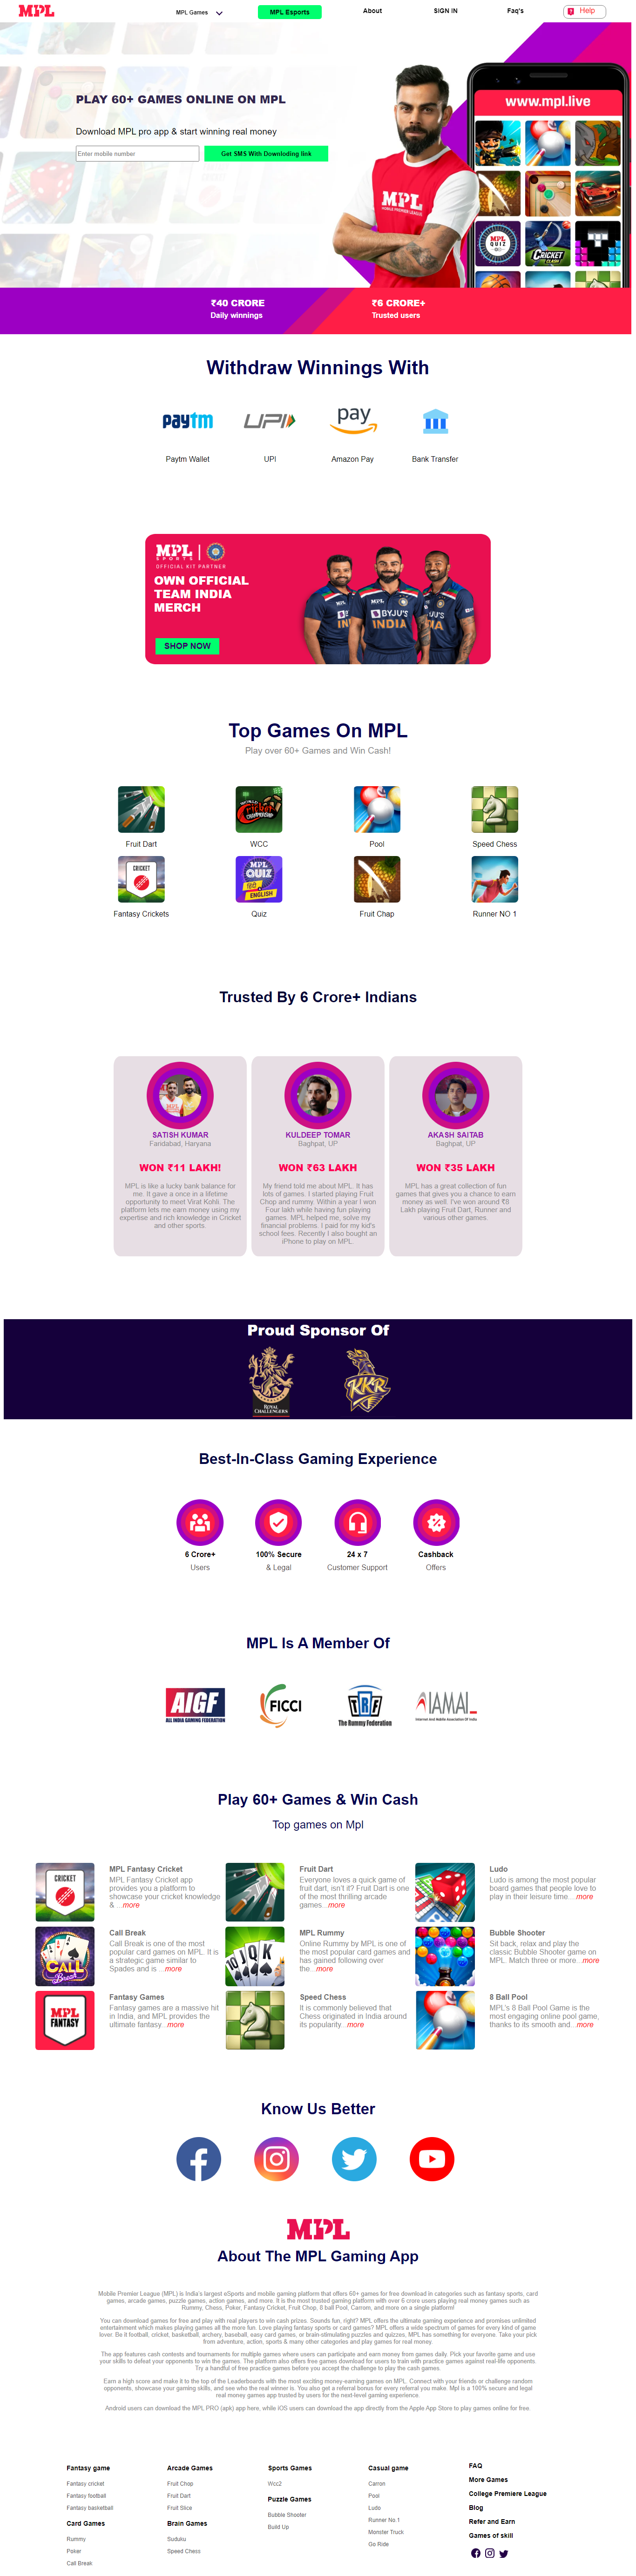 MPL
MPL Games
MPL Esports
About
SIGN IN
Faq's
Help
PLAY 60+ GAMES ONLINE ON MPL
Download MPL pro app & start winning real money
Enter mobile number
Get SMS With Downloding link
www.mpl.live
MPL
MOBILE PREMIER LEAGUE
MPL
QUIZ
CRICKET
CLASH
₹40 CRORE
Daily winnings
₹6 CRORE+
Trusted users
Withdraw Winnings With
paytm
UPI
pay
Paytm Wallet
UPI
Amazon Pay
Bank Transfer
MPL
SPORTS
OFFICIAL KIT PARTNER
OWN OFFICIAL
TEAM INDIA
MERCH
SHOP NOW
BYJU'S
INDIA
Top Games On MPL
Play over 60+ Games and Win Cash!
Fruit Dart
WCC
Pool
Speed Chess
CRICKET
MPL
QUIZ
ENGLISH
Fantasy Crickets
Quiz
Fruit Chap
Runner NO 1
Trusted By 6 Crore+ Indians
SATISH KUMAR
Faridabad, Haryana
WON ₹11 LAKH!
MPL is like a lucky bank balance for
me. It gave a once in a lifetime
opportunity to meet Virat Kohli. The
platform lets me earn money using my
expertise and rich knowledge in Cricket
and other sports.
KULDEEP TOMAR
Baghpat, UP
WON ₹63 LAKH
My friend told me about MPL. It has
lots of games. I started playing Fruit
Chop and rummy. Within a year I won
Four lakh while having fun playing
games. MPL helped me, solve my
financial problems. I paid for my kid's
school fees. Recently I also bought an
iPhone to play on MPL.
AKASH SAITAB
Baghpat, UP
WON ₹35 LAKH
MPL has a great collection of fun
games that gives you a chance to earn
money as well. I've won around ₹8
Lakh playing Fruit Dart, Runner and
various other games.
Proud Sponsor Of
ROYAL
CHALLENGERS
KKR
Best-In-Class Gaming Experience
6 Crore+
Users
100% Secure
& Legal
24 x 7
Customer Support
Cashback
Offers
MPL Is A Member Of
AIGF
ALL INDIA GAMING FEDERATION
FICCI
TRF
The Rummy Federation
IAMAI
Internet And Mobile Association Of India
Play 60+ Games & Win Cash
Top games on Mpl
CRICKET
MPL Fantasy Cricket
MPL Fantasy Cricket app
provides you a platform to
showcase your cricket knowledge
& ...more
Fruit Dart
Everyone loves a quick game of
fruit dart, isn't it? Fruit Dart is one
of the most thrilling arcade
games...more
Ludo
Ludo is among the most popular
board games that people love to
play in their leisure time....more
CALL
Break
Call Break
Call Break is one of the most
popular card games on MPL. It is
a strategic game similar to
Spades and is ...more
10 J Q K
MPL Rummy
Online Rummy by MPL is one of
the most popular card games and
has gained following over
the...more
Bubble Shooter
Sit back, relax and play the
classic Bubble Shooter game on
MPL. Match three or more...more
MPL
FANTASY
Fantasy Games
Fantasy games are a massive hit
in India, and MPL provides the
ultimate fantasy...more
Speed Chess
It is commonly believed that
Chess originated in India around
its popularity...more
8 Ball Pool
MPL's 8 Ball Pool Game is the
most engaging online pool game,
thanks to its smooth and...more
Know Us Better
MPL
About The MPL Gaming App
Mobile Premier League (MPL) is India's largest eSports and mobile gaming platform that offers 60+ games for free download in categories such as fantasy sports, card
games, arcade games, puzzle games, action games, and more. It is the most trusted gaming platform with over 6 crore users playing real money games such as
Rummy, Chess, Poker, Fantasy Cricket, Fruit Chop, 8 ball Pool, Carrom, and more on a single platform!
You can download games for free and play with real players to win cash prizes. Sounds fun, right? MPL offers the ultimate gaming experience and promises unlimited
entertainment which makes playing games all the more fun. Love playing fantasy sports or card games? MPL offers a wide spectrum of games for every kind of game
lover. Be it football, cricket, basketball, archery, baseball, easy card games, or brain-stimulating puzzles and quizzes, MPL has something for everyone. Take your pick
from adventure, action, sports & many other categories and play games for real money.
The app features cash contests and tournaments for multiple games where users can participate and earn money from games daily. Pick your favorite game and use
your skills to defeat your opponents to win the games. The platform also offers free games download for users to train with practice games against real-life opponents.
Try a handful of free practice games before you accept the challenge to play the cash games.
Earn a high score and make it to the top of the Leaderboards with the most exciting money-earning games on MPL. Connect with your friends or challenge random
opponents, showcase your gaming skills, and see who the real winner is. You also get a referral bonus for every referral you make. Mpl is a 100% secure and legal
real money games app trusted by users for the next-level gaming experience.
Android users can download the MPL PRO (apk) app here, while iOS users can download the app directly from the Apple App Store to play games online for free.
Fantasy game
Fantasy cricket
Fantasy football
Fantasy basketball
Card Games
Rummy
Poker
Call Break
Arcade Games
Fruit Chop
Fruit Dart
Fruit Slice
Brain Games
Suduku
Speed Chess
Sports Games
Wcc2
Puzzle Games
Bubble Shooter
Build Up
Casual game
Carron
Pool
Ludo
Runner No.1
Monster Truck
Go Ride
FAQ
More Games
College Premiere League
Blog
Refer and Earn
Games of skill